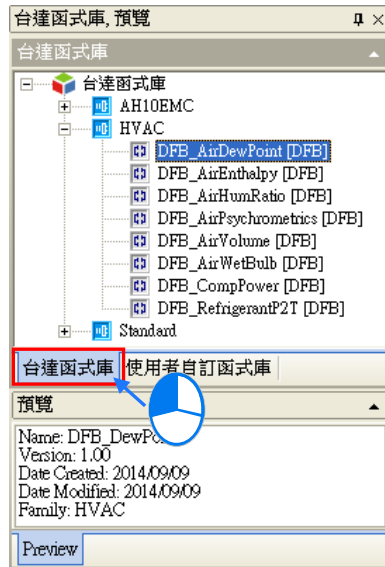 台達函式庫, 預覽
台達函式庫
台達函式庫
AH10EMC
HVAC
DFB_AirDewPoint [DFB]
DFB_AirEnthalpy [DFB]
DFB_AirHumRatio [DFB]
DFB_AirPsychrometrics [DFB]
DFB_AirVolume [DFB]
DFB_AirWetBulb [DFB]
DFB_CompPower [DFB]
DFB_RefrigerantP2T [DFB]
Standard
台達函式庫 使用者自訂函式庫
預覽
Name:
Version: 1.00
Date Created: 2014/09/09
Date Modified: 2014/09/09
Family: HVAC
Preview